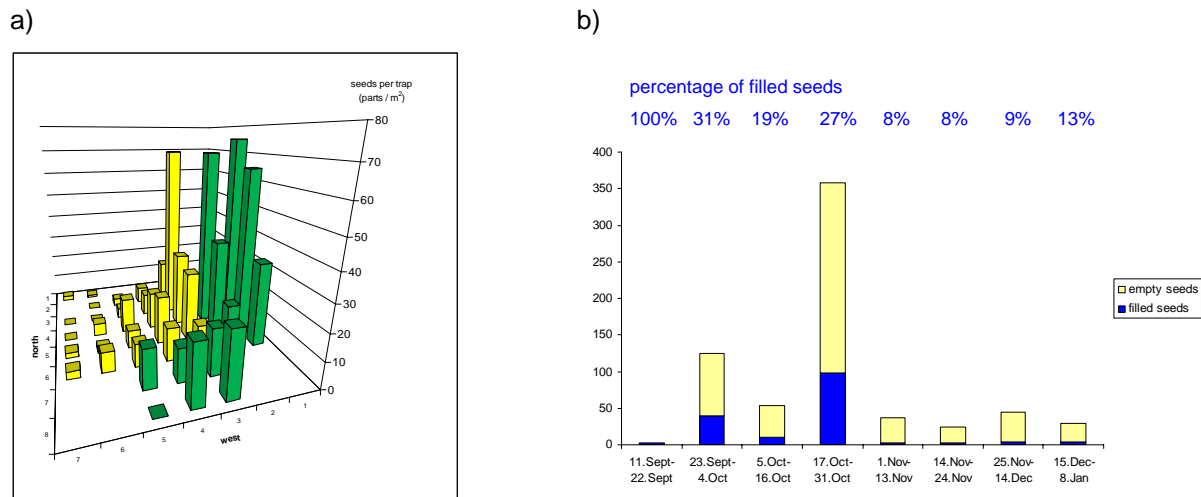 a)
seeds per trap
(parts / m²)
80
70
60
50
40
30
20
10
0
north
1
2
3
4
5
6
7
8
west
7
6
5
4
3
2
1
b)
percentage of filled seeds
100% 31% 19% 27% 8% 8% 9% 13%
400
350
300
250
200
150
100
50
0
11.Sept- 23.Sept- 5.Oct- 17.Oct- 1.Nov- 14.Nov- 25.Nov- 15.Dec-
22.Sept 4.Oct 16.Oct 31.Oct 13.Nov 24.Nov 14.Dec 8.Jan
empty seeds
filled seeds